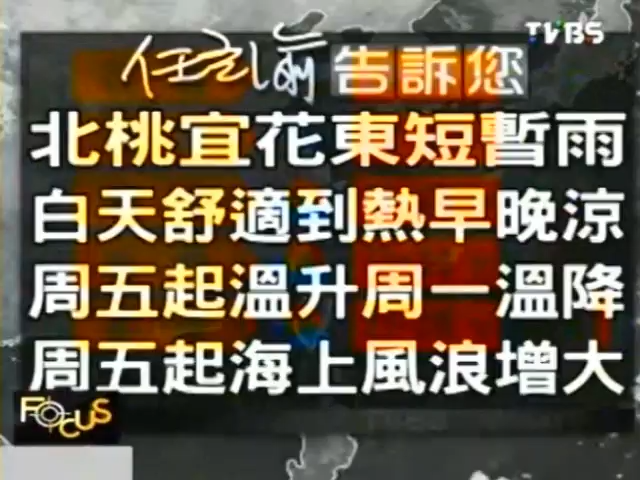 TVBS
任立渝 告訴您
北桃宜花東短暫雨
白天舒適到熱早晚涼
周五起溫升周一溫降
周五起海上風浪增大
FOCUS